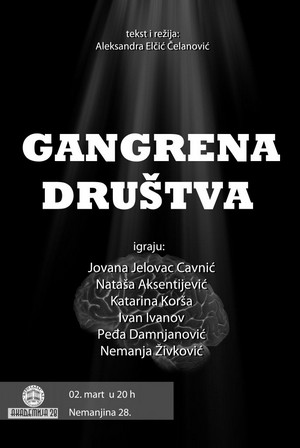 tekst i režija:
Aleksandra Elčić Čelanović
GANGRENA
DRUŠTVA
igraju:
Jovana Jelovac Cavnić
Nataša Aksentijević
Katarina Korša
Ivan Ivanov
Peđa Damnjanović
Nemanja Živković
AKADEMIJA 28
02. mart u 20 h
Nemanjina 28.